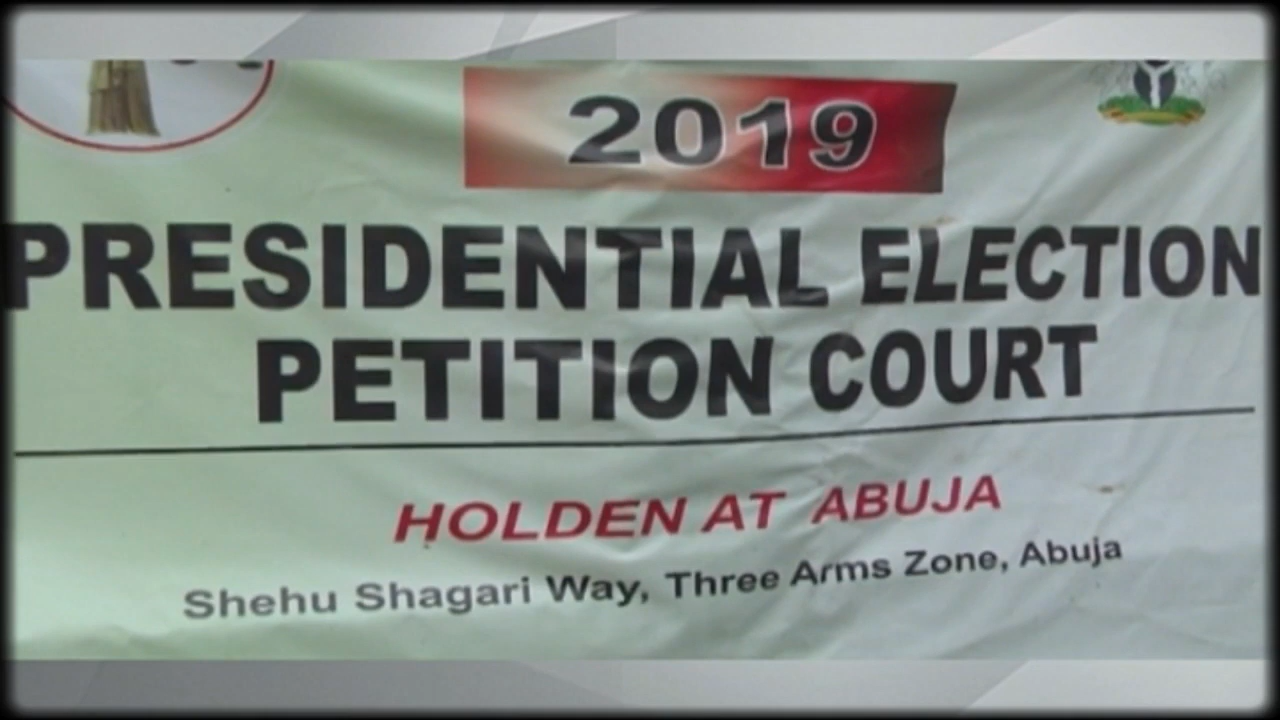 2019
PRESIDENTIAL ELECTION
PETITION COURT
HOLDEN AT ABUJA
Shehu Shagari Way, Three Arms Zone, Abuja